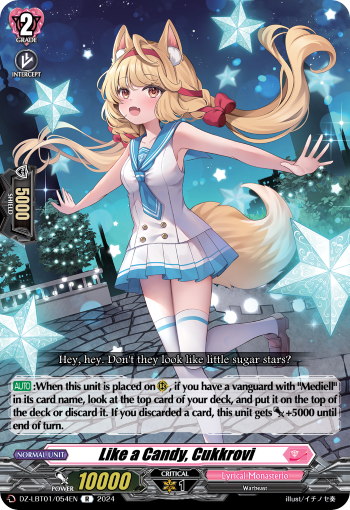 2
GRADE
INTERCEPT
5000
SHIELD
Hey, hey. Don't they look like little sugar stars?
AUTO:When this unit is placed on R, if you have a vanguard with "Mediell"
in its card name, look at the top card of your deck, and put it on the top of
the deck or discard it. If you discarded a card, this unit gets +5000 until
end of turn.
NORMAL UNIT Like a Candy, Cukkrovi
POWER 10000 CRITICAL 1 Lyrical Monasterio
Warbeast
D DZ-LBT01/054EN R 2024 illust/イチノセ奏